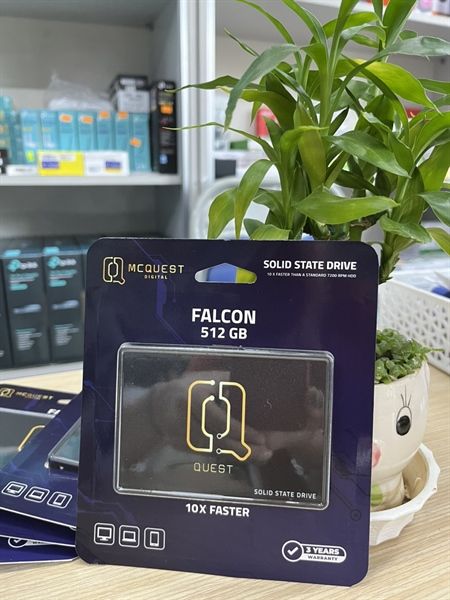 MCQUEST
DIGITAL
SOLID STATE DRIVE
10 X FASTER THAN A STANDARD 7200 RPM HDD
FALCON
512 GB
QUEST
SOLID STATE DRIVE
10X FASTER
3 YEARS
WARRANTY